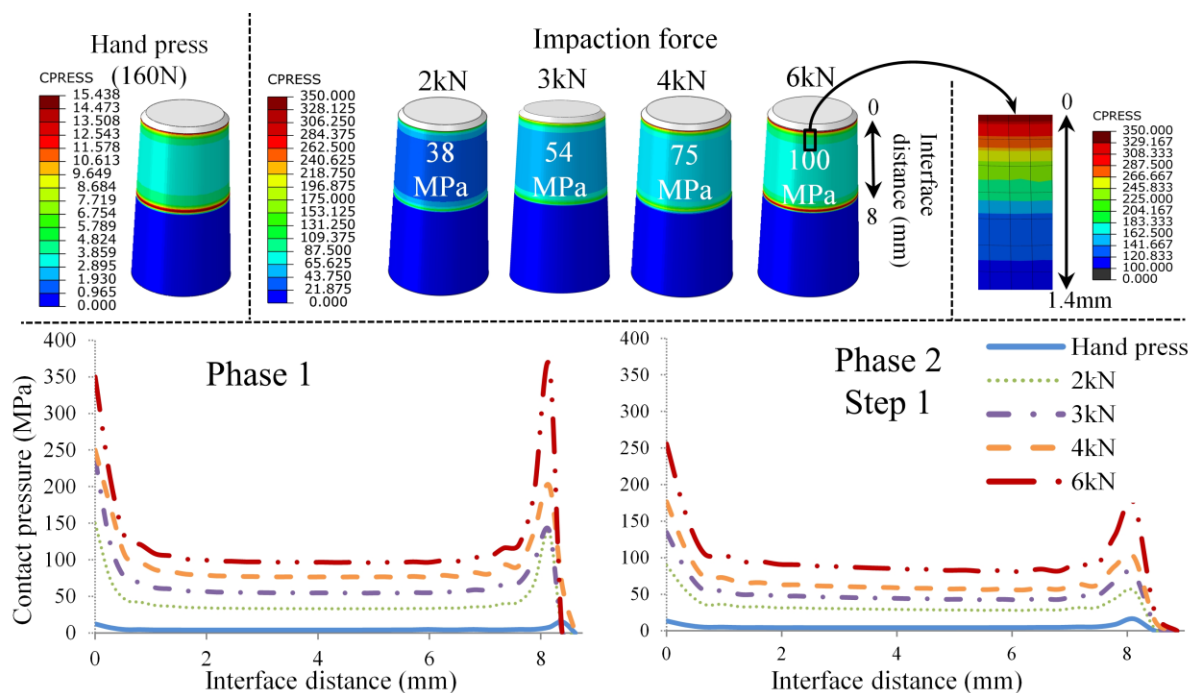 Hand press
(160N)
CPRESS
15.438
14.473
13.508
12.543
11.578
10.613
9.649
8.684
7.719
6.754
5.789
4.824
3.859
2.895
1.930
0.965
0.000
Impaction force
CPRESS
350.000
328.125
306.250
284.375
262.500
240.625
218.750
196.875
175.000
153.125
131.250
109.375
87.500
65.625
43.750
21.875
0.000
2kN
3kN
4kN
6kN
38
MPa
54
MPa
75
MPa
100
MPa
0
8
Interface
distance (mm)
0
1.4mm
CPRESS
350.000
329.167
308.333
287.500
266.667
245.833
225.000
204.167
183.333
162.500
141.667
120.833
100.000
0.000
Phase 1
Contact pressure (MPa)
400
350
300
250
200
150
100
50
0
0 2 4 6 8
Interface distance (mm)
Phase 2
Step 1
400
350
300
250
200
150
100
50
0
0 2 4 6 8
Interface distance (mm)
Hand press
2kN
3kN
4kN
6kN